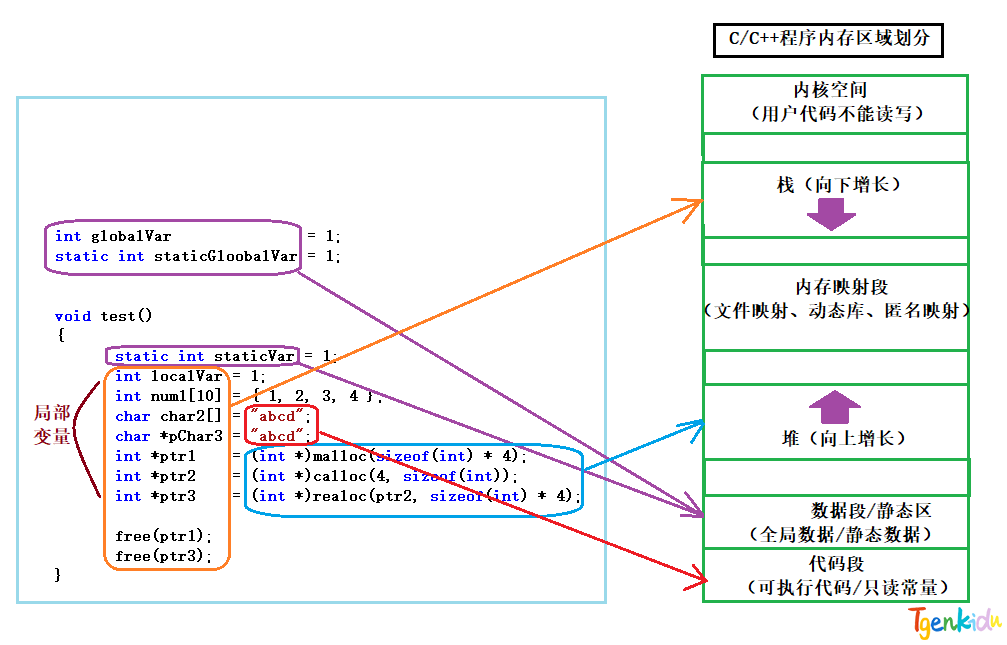 C/C++程序内存区域划分
内核空间
（用户代码不能读写）
栈（向下增长）
内存映射段
（文件映射、动态库、匿名映射）
堆（向上增长）
数据段/静态区
（全局数据/静态数据）
代码段
（可执行代码/只读常量）
int globalVar = 1;
static int staticGloobalVar = 1;
void test()
{
static int staticVar = 1;
int localVar = 1;
int num1[10] = { 1, 2, 3, 4 };
char char2[] = "abcd";
char *pChar3 = "abcd";
int *ptr1 = (int *)malloc(sizeof(int) * 4);
int *ptr2 = (int *)calloc(4, sizeof(int));
int *ptr3 = (int *)realoc(ptr2, sizeof(int) * 4);
free(ptr1);
free(ptr3);
}
局部
变量
Tgenkidu